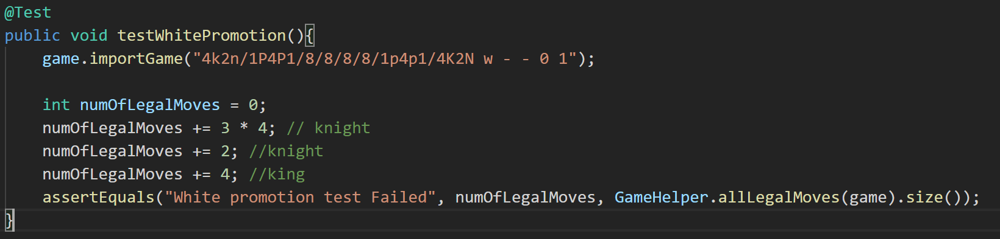 @Test
public void testWhitePromotion(){
    game.importGame("4k2n/1P4P1/8/8/8/8/1p4p1/4K2N w - - 0 1");

    int numOfLegalMoves = 0;
    numOfLegalMoves += 3 * 4; // knight
    numOfLegalMoves += 2; //knight
    numOfLegalMoves += 4; //king
    assertEquals("White promotion test Failed", numOfLegalMoves, GameHelper.allLegalMoves(game).size());
}